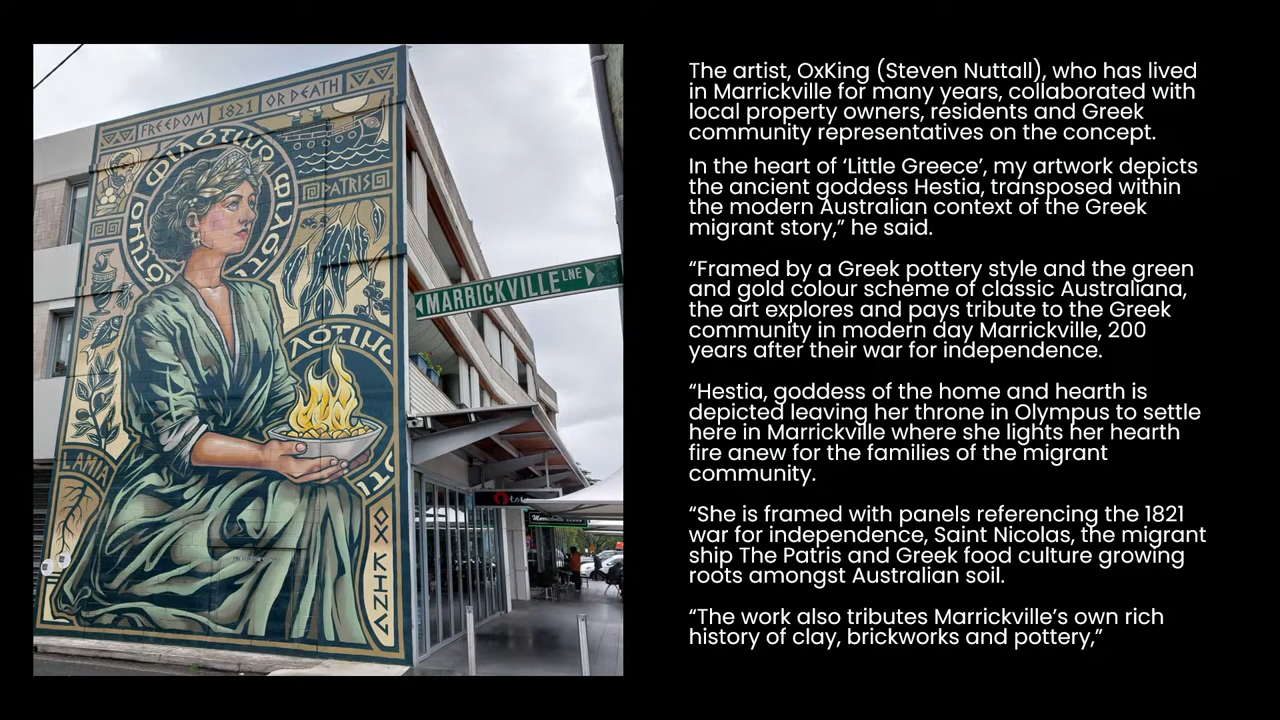 FREEDOM 1821 OR DEATH
ΦΙΛΌΤΙΜΟ ΦΙΛΌΤΙ
ΌΤΙΜΟ
PATRIS
MARRICKVILLE LNE
ΛΌΤΙΜΟ
LAMIA
ΤΙ
OX KING
The artist, OxKing (Steven Nuttall), who has lived
in Marrickville for many years, collaborated with
local property owners, residents and Greek
community representatives on the concept.
In the heart of ‘Little Greece’, my artwork depicts
the ancient goddess Hestia, transposed within
the modern Australian context of the Greek
migrant story,” he said.
“Framed by a Greek pottery style and the green
and gold colour scheme of classic Australiana,
the art explores and pays tribute to the Greek
community in modern day Marrickville, 200
years after their war for independence.
“Hestia, goddess of the home and hearth is
depicted leaving her throne in Olympus to settle
here in Marrickville where she lights her hearth
fire anew for the families of the migrant
community.
“She is framed with panels referencing the 1821
war for independence, Saint Nicolas, the migrant
ship The Patris and Greek food culture growing
roots amongst Australian soil.
“The work also tributes Marrickville’s own rich
history of clay, brickworks and pottery,”